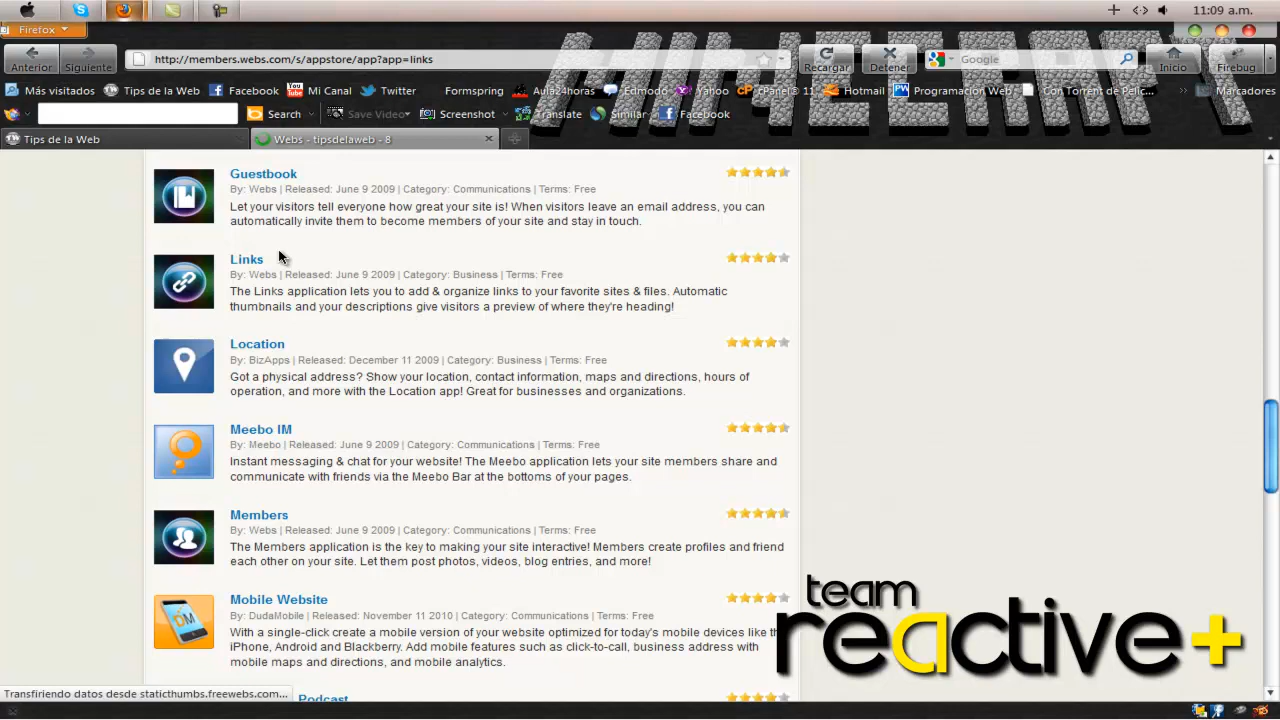 11:09 a.m.
Firefox
MINECRAFT
Anterior
Siguiente
http://members.webs.com/s/appstore/app?app=links
Recargar
Detener
Google
Inicio
Firebug
Más visitados
Tips de la Web
Facebook
Mi Canal
Twitter
Formspring
Aula24horas
Edmodo
Yahoo
cPanel® 11
Hotmail
Programacion Web
Con Torrent de Pelic...
Marcadores
Search
Save Video
Screenshot
Translate
Similar
Facebook
Tips de la Web
Webs - tipsdelaweb - 8
Guestbook
By: Webs | Released: June 9 2009 | Category: Communications | Terms: Free
Let your visitors tell everyone how great your site is! When visitors leave an email address, you can
automatically invite them to become members of your site and stay in touch.
Links
By: Webs | Released: June 9 2009 | Category: Business | Terms: Free
The Links application lets you to add & organize links to your favorite sites & files. Automatic
thumbnails and your descriptions give visitors a preview of where they're heading!
Location
By: BizApps | Released: December 11 2009 | Category: Business | Terms: Free
Got a physical address? Show your location, contact information, maps and directions, hours of
operation, and more with the Location app! Great for businesses and organizations.
Meebo IM
By: Meebo | Released: June 9 2009 | Category: Communications | Terms: Free
Instant messaging & chat for your website! The Meebo application lets your site members share and
communicate with friends via the Meebo Bar at the bottoms of your pages.
Members
By: Webs | Released: June 9 2009 | Category: Communications | Terms: Free
The Members application is the key to making your site interactive! Members create profiles and friend
each other on your site. Let them post photos, videos, blog entries, and more!
Mobile Website
By: DudaMobile | Released: November 11 2010 | Category: Communications | Terms: Free
With a single-click create a mobile version of your website optimized for today's mobile devices like
iPhone, Android and Blackberry. Add mobile features such as click-to-call, business address with
mobile maps and directions, and mobile analytics.
DM
Podcast
team
reactive+
Transfiriendo datos desde staticthumbs.freewebs.com...